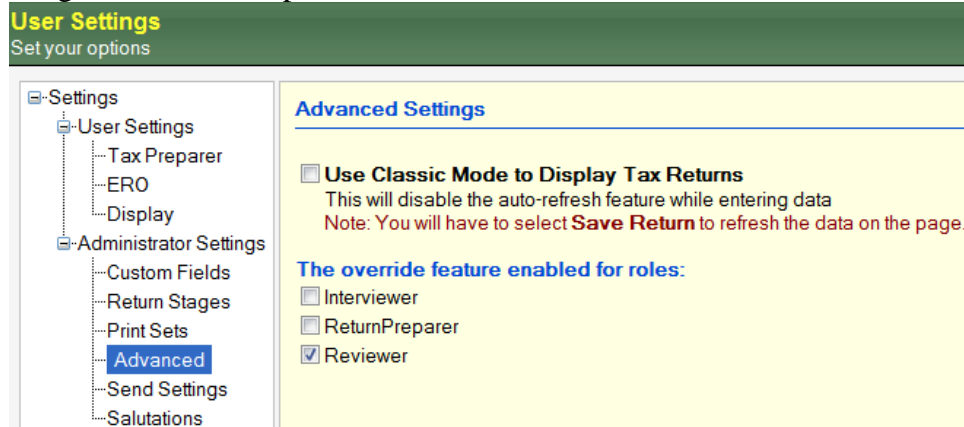 User Settings
Set your options
Settings
User Settings
Tax Preparer
ERO
Display
Administrator Settings
Custom Fields
Return Stages
Print Sets
Advanced
Send Settings
Salutations
Advanced Settings
Use Classic Mode to Display Tax Returns
This will disable the auto-refresh feature while entering data
Note: You will have to select Save Return to refresh the data on the page.
The override feature enabled for roles:
Interviewer
ReturnPreparer
Reviewer